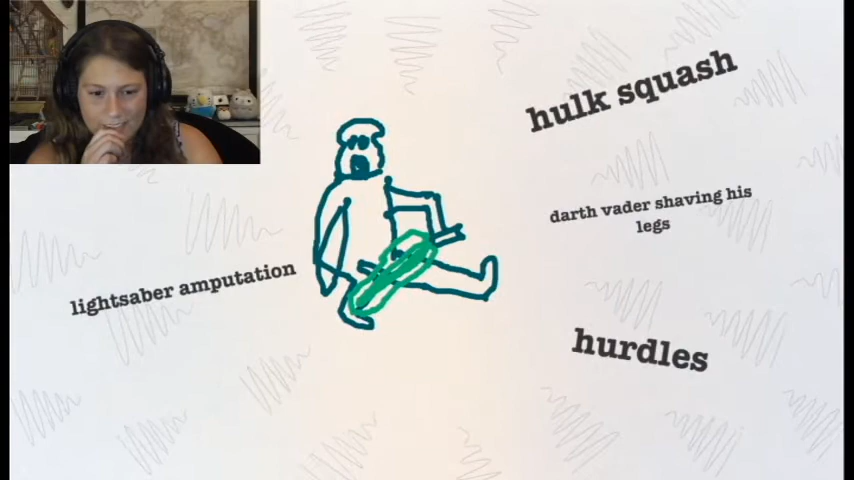 hulk squash
darth vader shaving his
legs
lightsaber amputation
hurdles